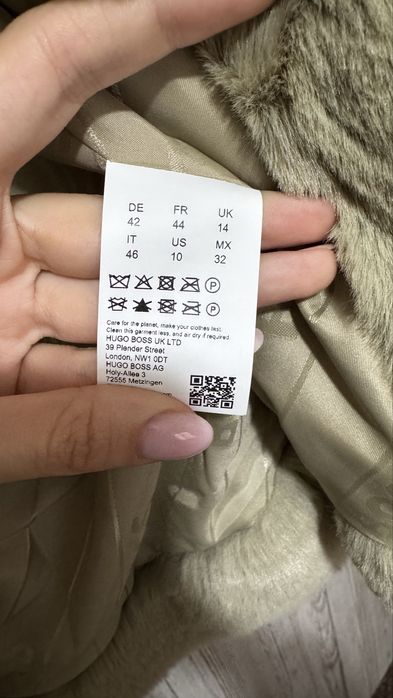 DE FR UK
42 44 14
IT US MX
46 10 32
P
P
Care for the planet, make your clothes last.
Clean this garment less, and air dry if required.
HUGO BOSS UK LTD
39 Plender Street
London, NW1 0DT
HUGO BOSS AG
Holy-Allee 3
72555 Metzingen